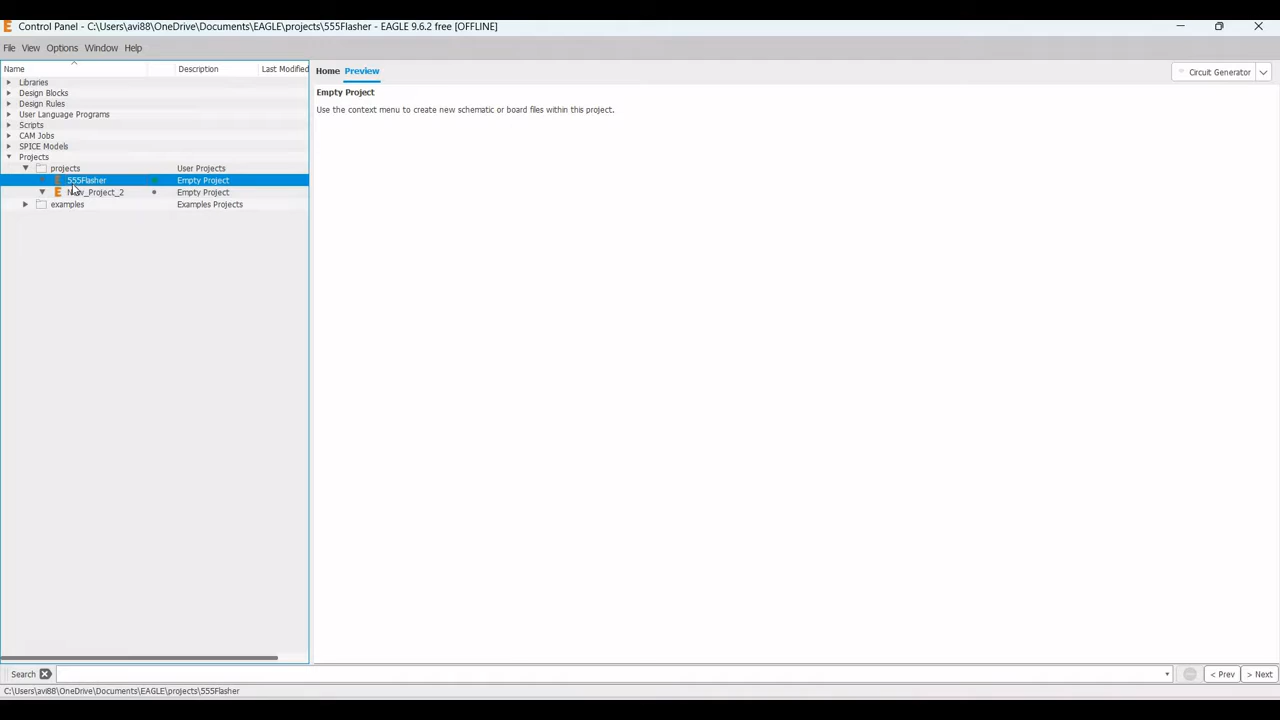 Control Panel - C:\Users\avi88\OneDrive\Documents\EAGLE\projects\555Flasher - EAGLE 9.6.2 free [OFFLINE]
File View Options Window Help
Name Description Last Modified
Home Preview
Circuit Generator
Libraries
Design Blocks
Design Rules
User Language Programs
Scripts
CAM Jobs
SPICE Models
Projects
projects User Projects
555Flasher Empty Project
New_Project_2 Empty Project
examples Examples Projects
Empty Project
Use the context menu to create new schematic or board files within this project.
Search < Prev > Next
C:\Users\avi88\OneDrive\Documents\EAGLE\projects\555Flasher